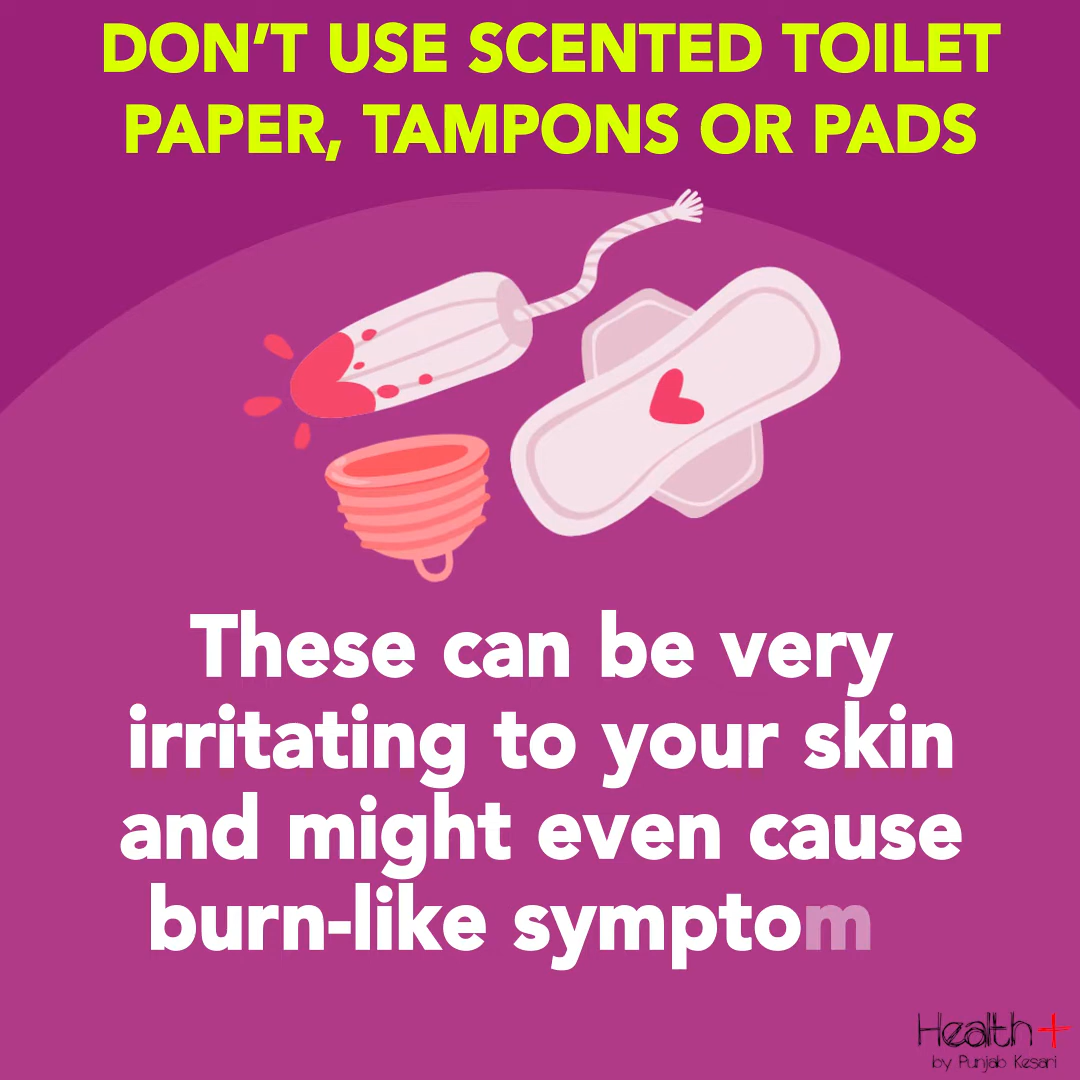 DON'T USE SCENTED TOILET
PAPER, TAMPONS OR PADS
These can be very
irritating to your skin
and might even cause
burn-like symptom
Health+
by Punjab Kesari